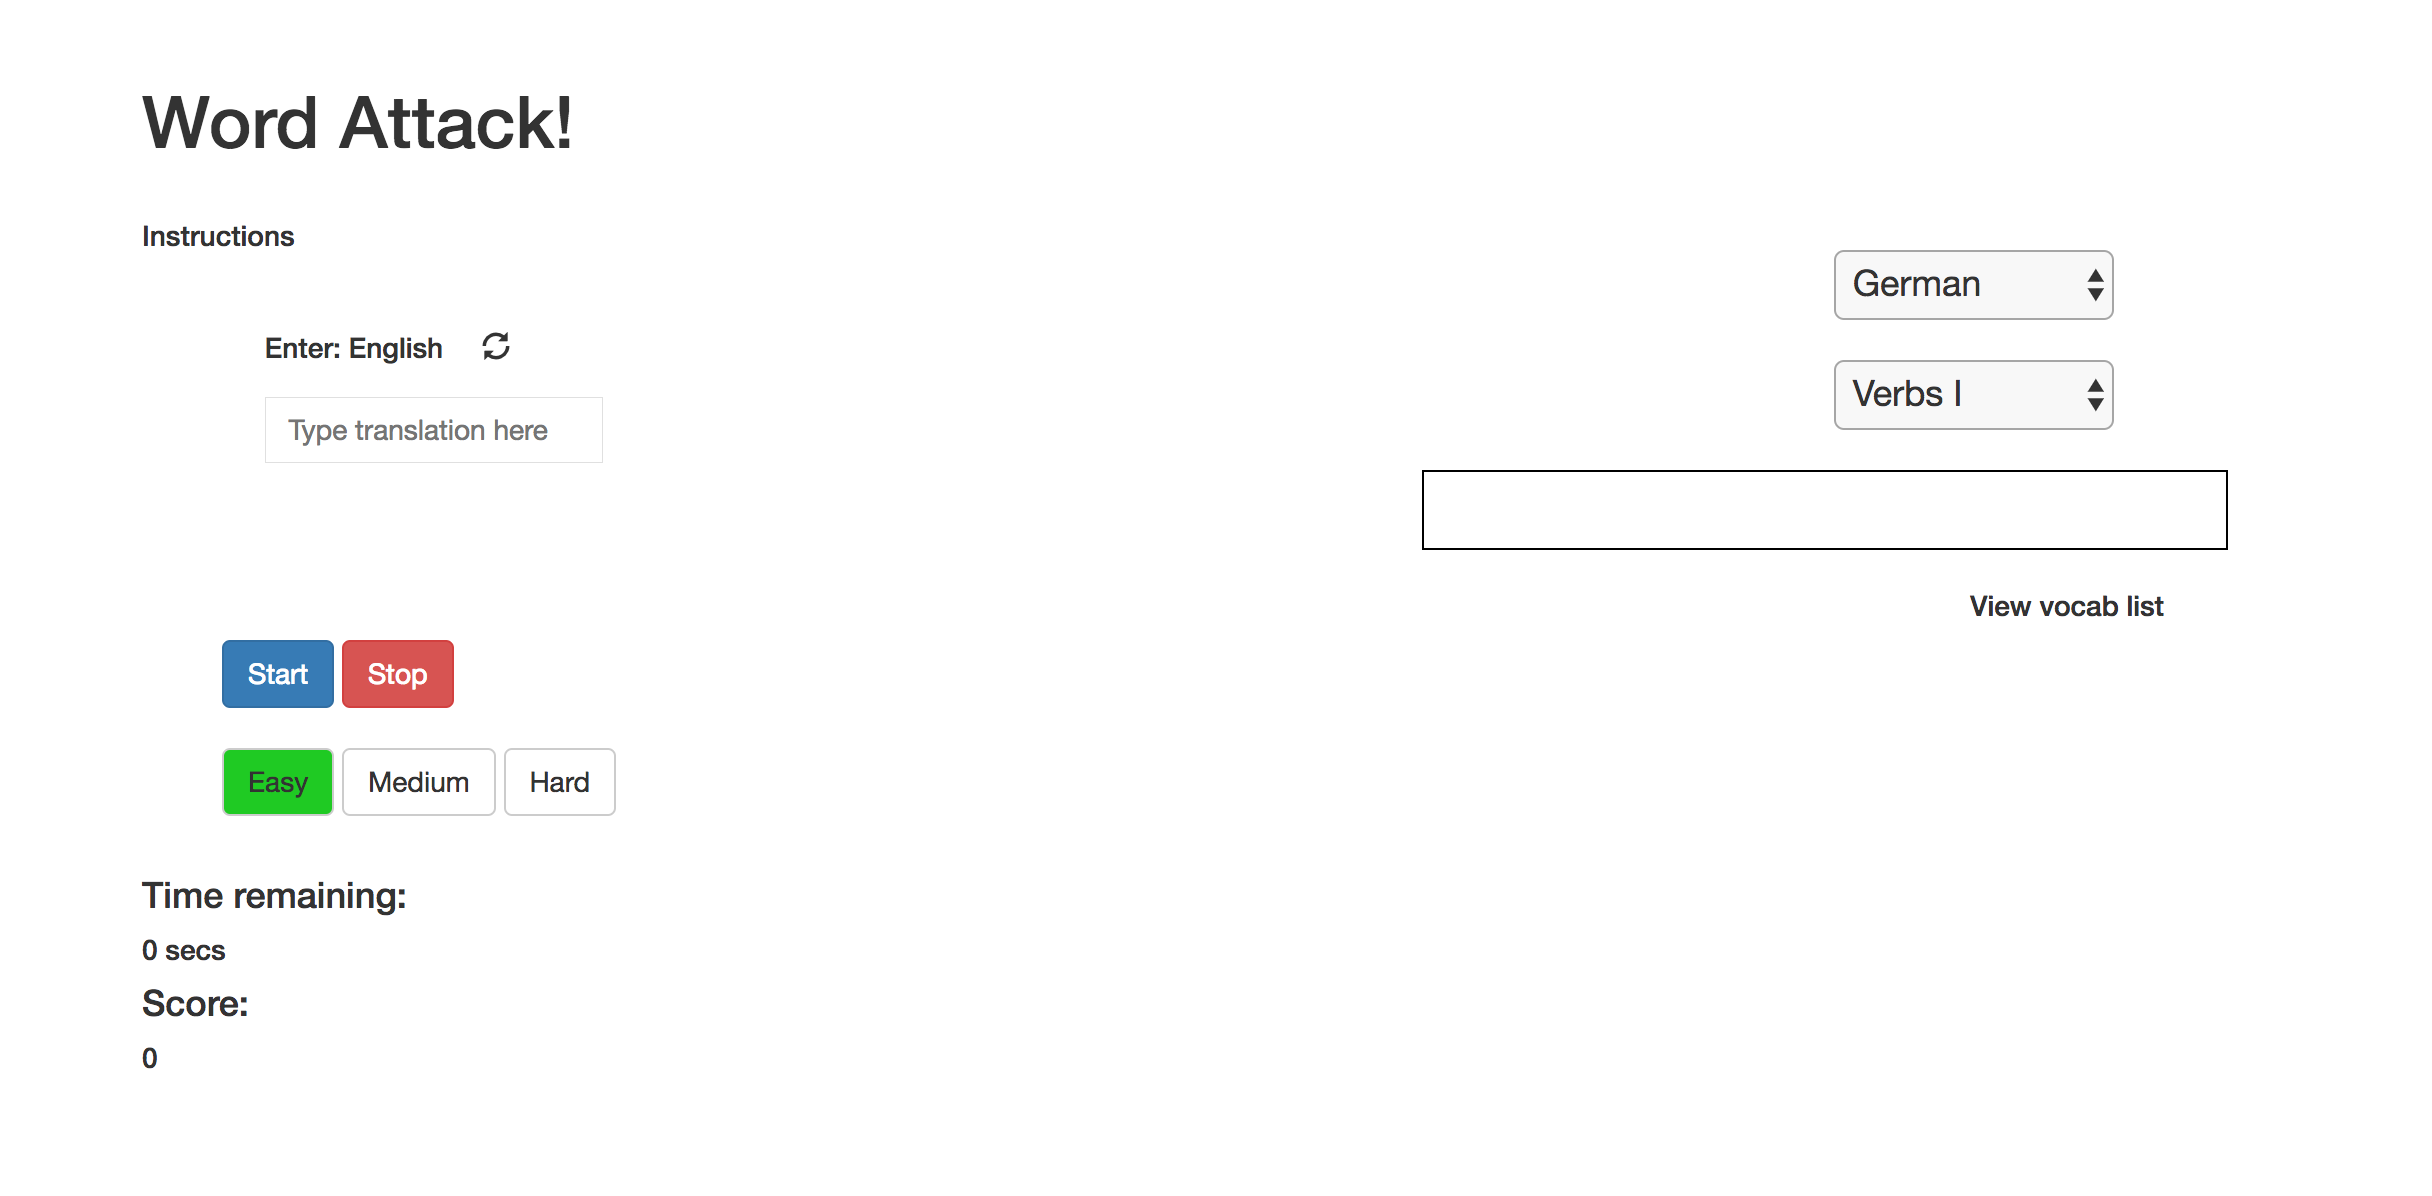 Word Attack!
Instructions
German
Enter: English
Verbs I
Type translation here
View vocab list
Start Stop
Easy Medium Hard
Time remaining:
0 secs
Score:
0